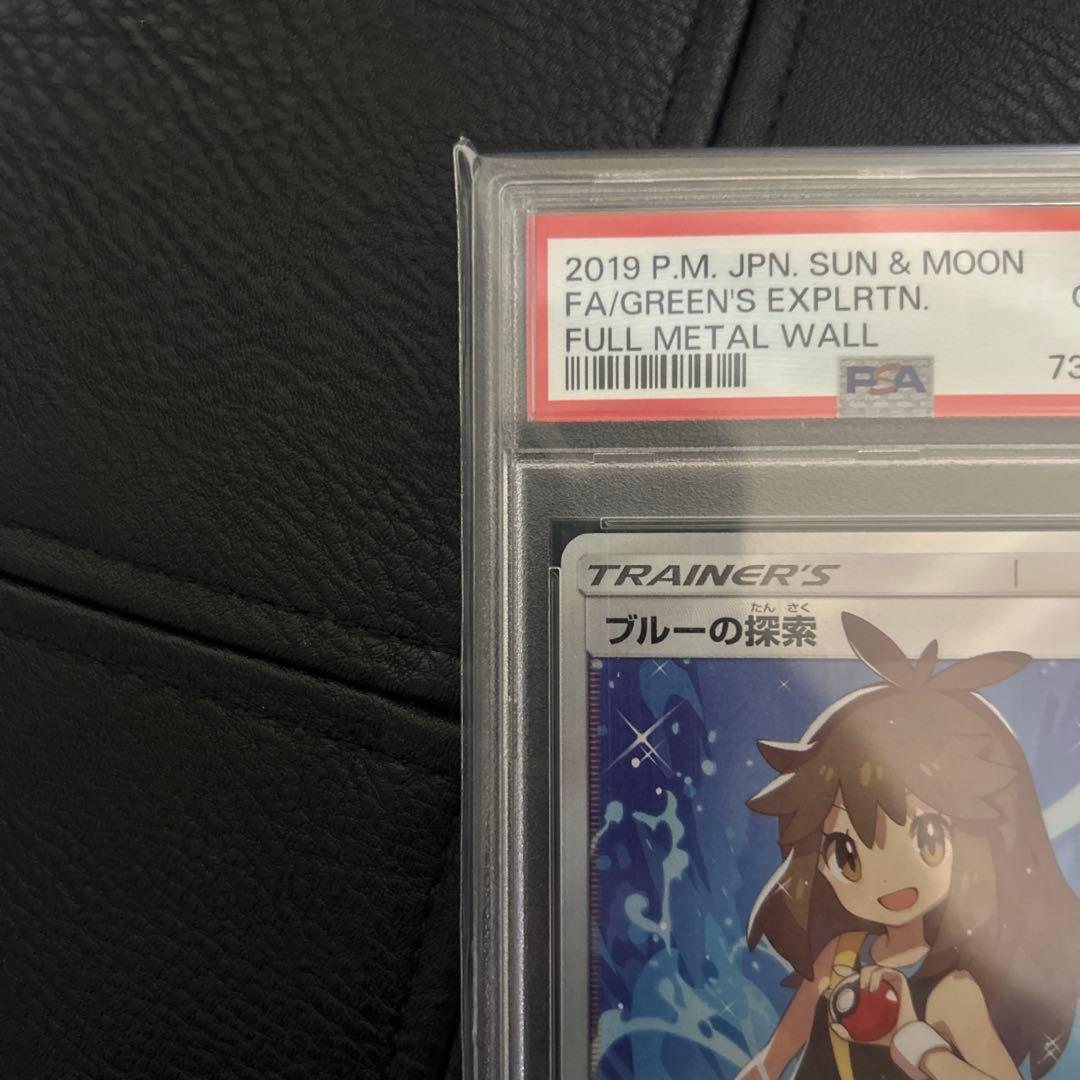 2019 P.M. JPN. SUN & MOON
FA/GREEN'S EXPLRTN.
FULL METAL WALL
PSA
73
TRAINER'S
たん さく
ブルーの探索